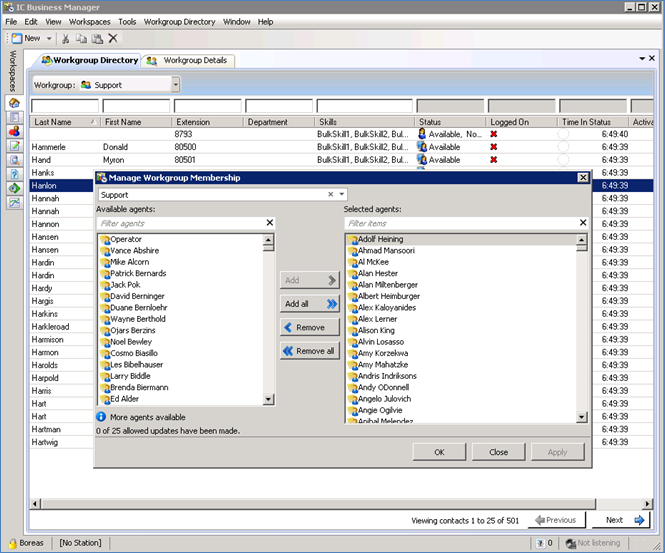 IC Business Manager
File Edit View Workspaces Tools Workgroup Directory Window Help
New
Workspaces
Workgroup Directory Workgroup Details
Workgroup: Support
Last Name First Name Extension Department Skills Status Logged On Time In Status Activa
8793 BulkSkill1, BulkSkill2, Bul... Available, No... 6:49:40
Hammerle Donald 80500 BulkSkill1, BulkSkill2, Bul... Available 6:49:39
Hand Myron 80501 BulkSkill1, BulkSkill2, Bul... Available 6:49:39
Hanks 6:49:39
Hanlon 6:49:39
Hannah 6:49:39
Hannah 6:49:39
Hannon 6:49:39
Hansen 6:49:39
Hansen 6:49:39
Hardin 6:49:39
Hardin 6:49:39
Hardy 6:49:39
Hargis 6:49:39
Harkins 6:49:39
Harkleroad 6:49:39
Harmison 6:49:39
Harmon 6:49:39
Harolds 6:49:39
Harpold 6:49:39
Harris 6:49:39
Hart 6:49:39
Hart 6:49:39
Hartman 6:49:39
Hartwig 6:49:39
Manage Workgroup Membership
Support
Available agents:
Filter agents
Operator
Vance Abshire
Mike Alcorn
Patrick Bernards
Jack Pok
David Berninger
Duane Bernloehr
Wayne Berthold
Ojars Berzins
Noel Bewley
Cosmo Biasillo
Les Bibelhauser
Larry Biddle
Brenda Biermann
Ed Alder
More agents available
0 of 25 allowed updates have been made.
Add
Add all
Remove
Remove all
Selected agents:
Filter items
Adolf Heining
Ahmad Mansoori
Al McKee
Alan Hester
Alan Miltenberger
Albert Heimburger
Alex Kaloyanides
Alex Lerner
Alison King
Alvin Losasso
Amy Korzekwa
Amy Mahatzke
Andris Indriksons
Andy ODonnell
Angelo Julovich
Angie Ogilvie
Anibal Melendez
OK Close Apply
Viewing contacts 1 to 25 of 501 Previous Next
Boreas [No Station] 0 Not listening